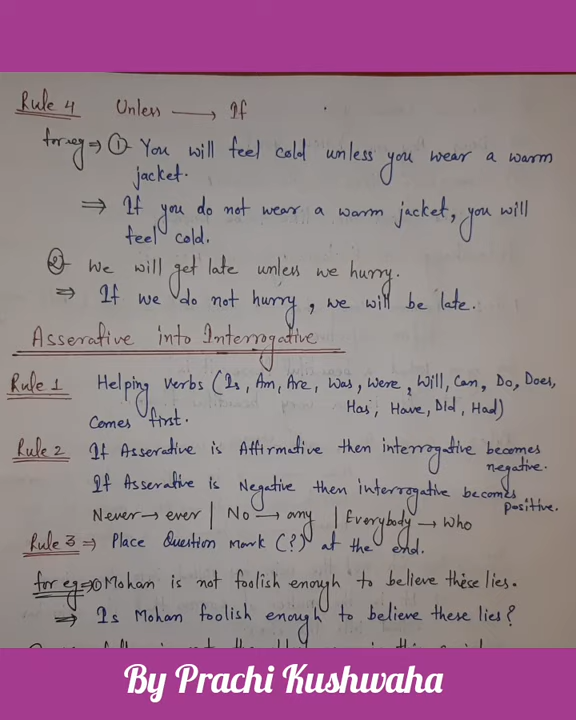 Rule 4 Unless → If
for eg ⇒ ① You will feel cold unless you wear a warm
jacket.
⇒ If you do not wear a warm jacket, you will
feel cold.
② We will get late unless we hurry.
⇒ If we do not hurry, we will be late.
Asserative into Interrogative
Rule 1 Helping verbs (Is, Am, Are, Was, Were, Will, Can, Do, Does,
Has, Have, Did, Had)
Comes first.
Rule 2 If Asserative is Affirmative then interrogative becomes
negative.
If Asserative is Negative then interrogative becomes
positive.
Never → ever | No → any | Everybody → Who
Rule 3 ⇒ Place Question mark (?) at the end.
for eg ⇒ ① Mohan is not foolish enough to believe these lies.
⇒ Is Mohan foolish enough to believe these lies?
By Prachi Kushwaha